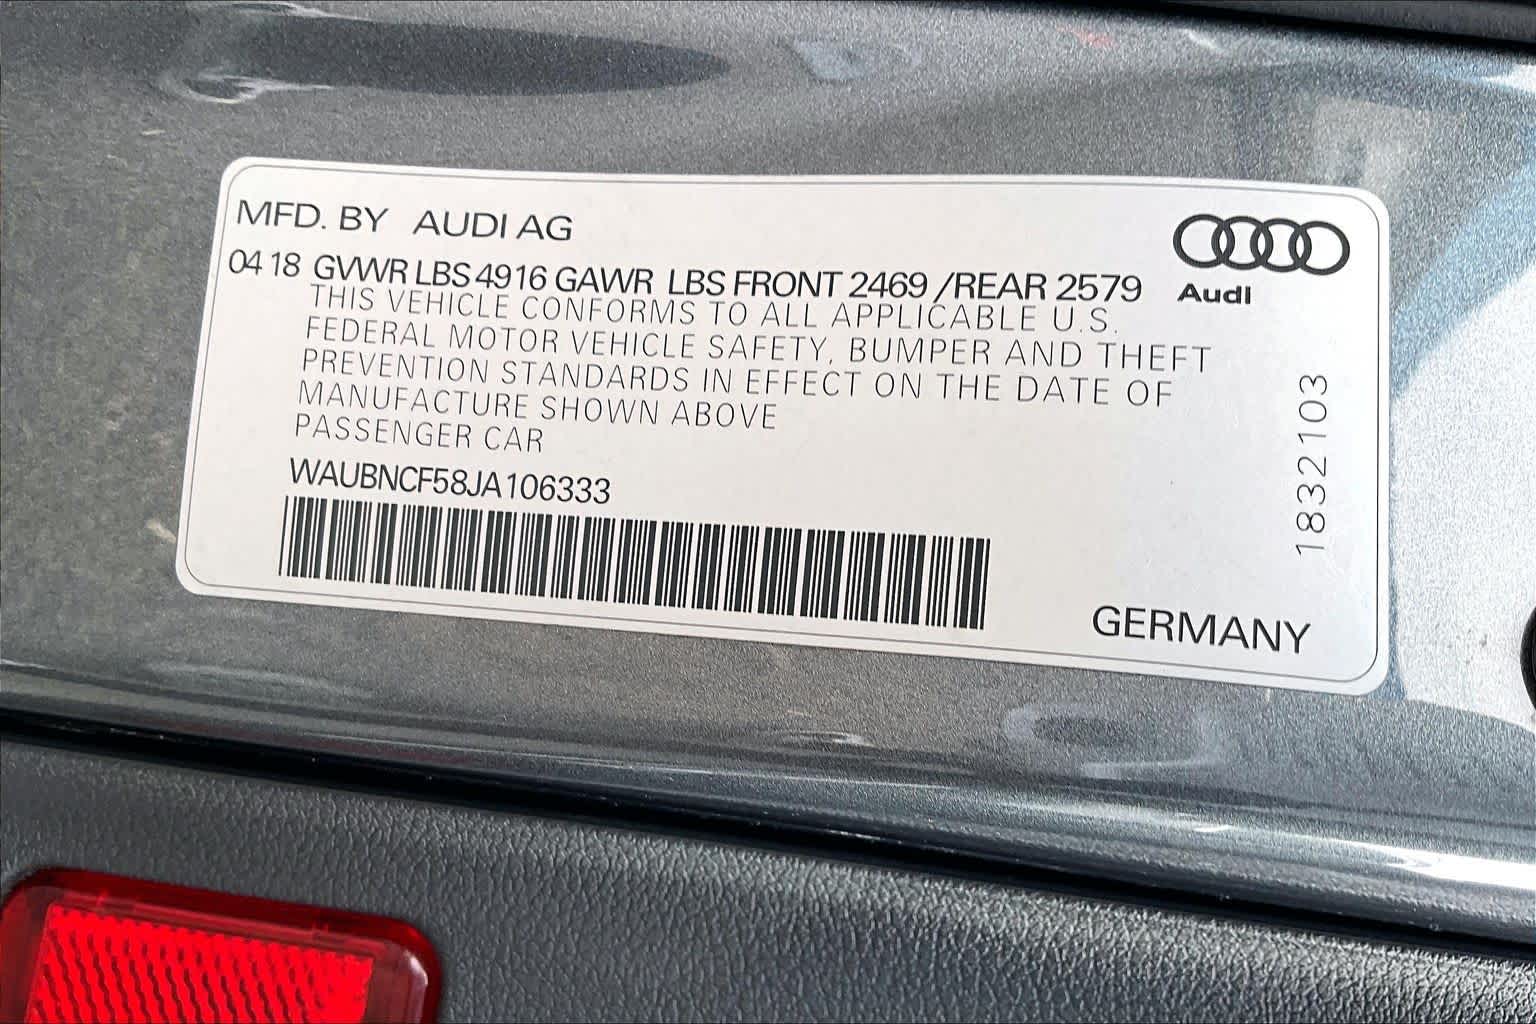 MFD. BY AUDI AG
04 18 GVWR LBS 4916 GAWR LBS FRONT 2469 /REAR 2579
Audi
THIS VEHICLE CONFORMS TO ALL APPLICABLE U.S.
FEDERAL MOTOR VEHICLE SAFETY, BUMPER AND THEFT
PREVENTION STANDARDS IN EFFECT ON THE DATE OF
MANUFACTURE SHOWN ABOVE
PASSENGER CAR
WAUBNCF58JA106333
1832103
GERMANY